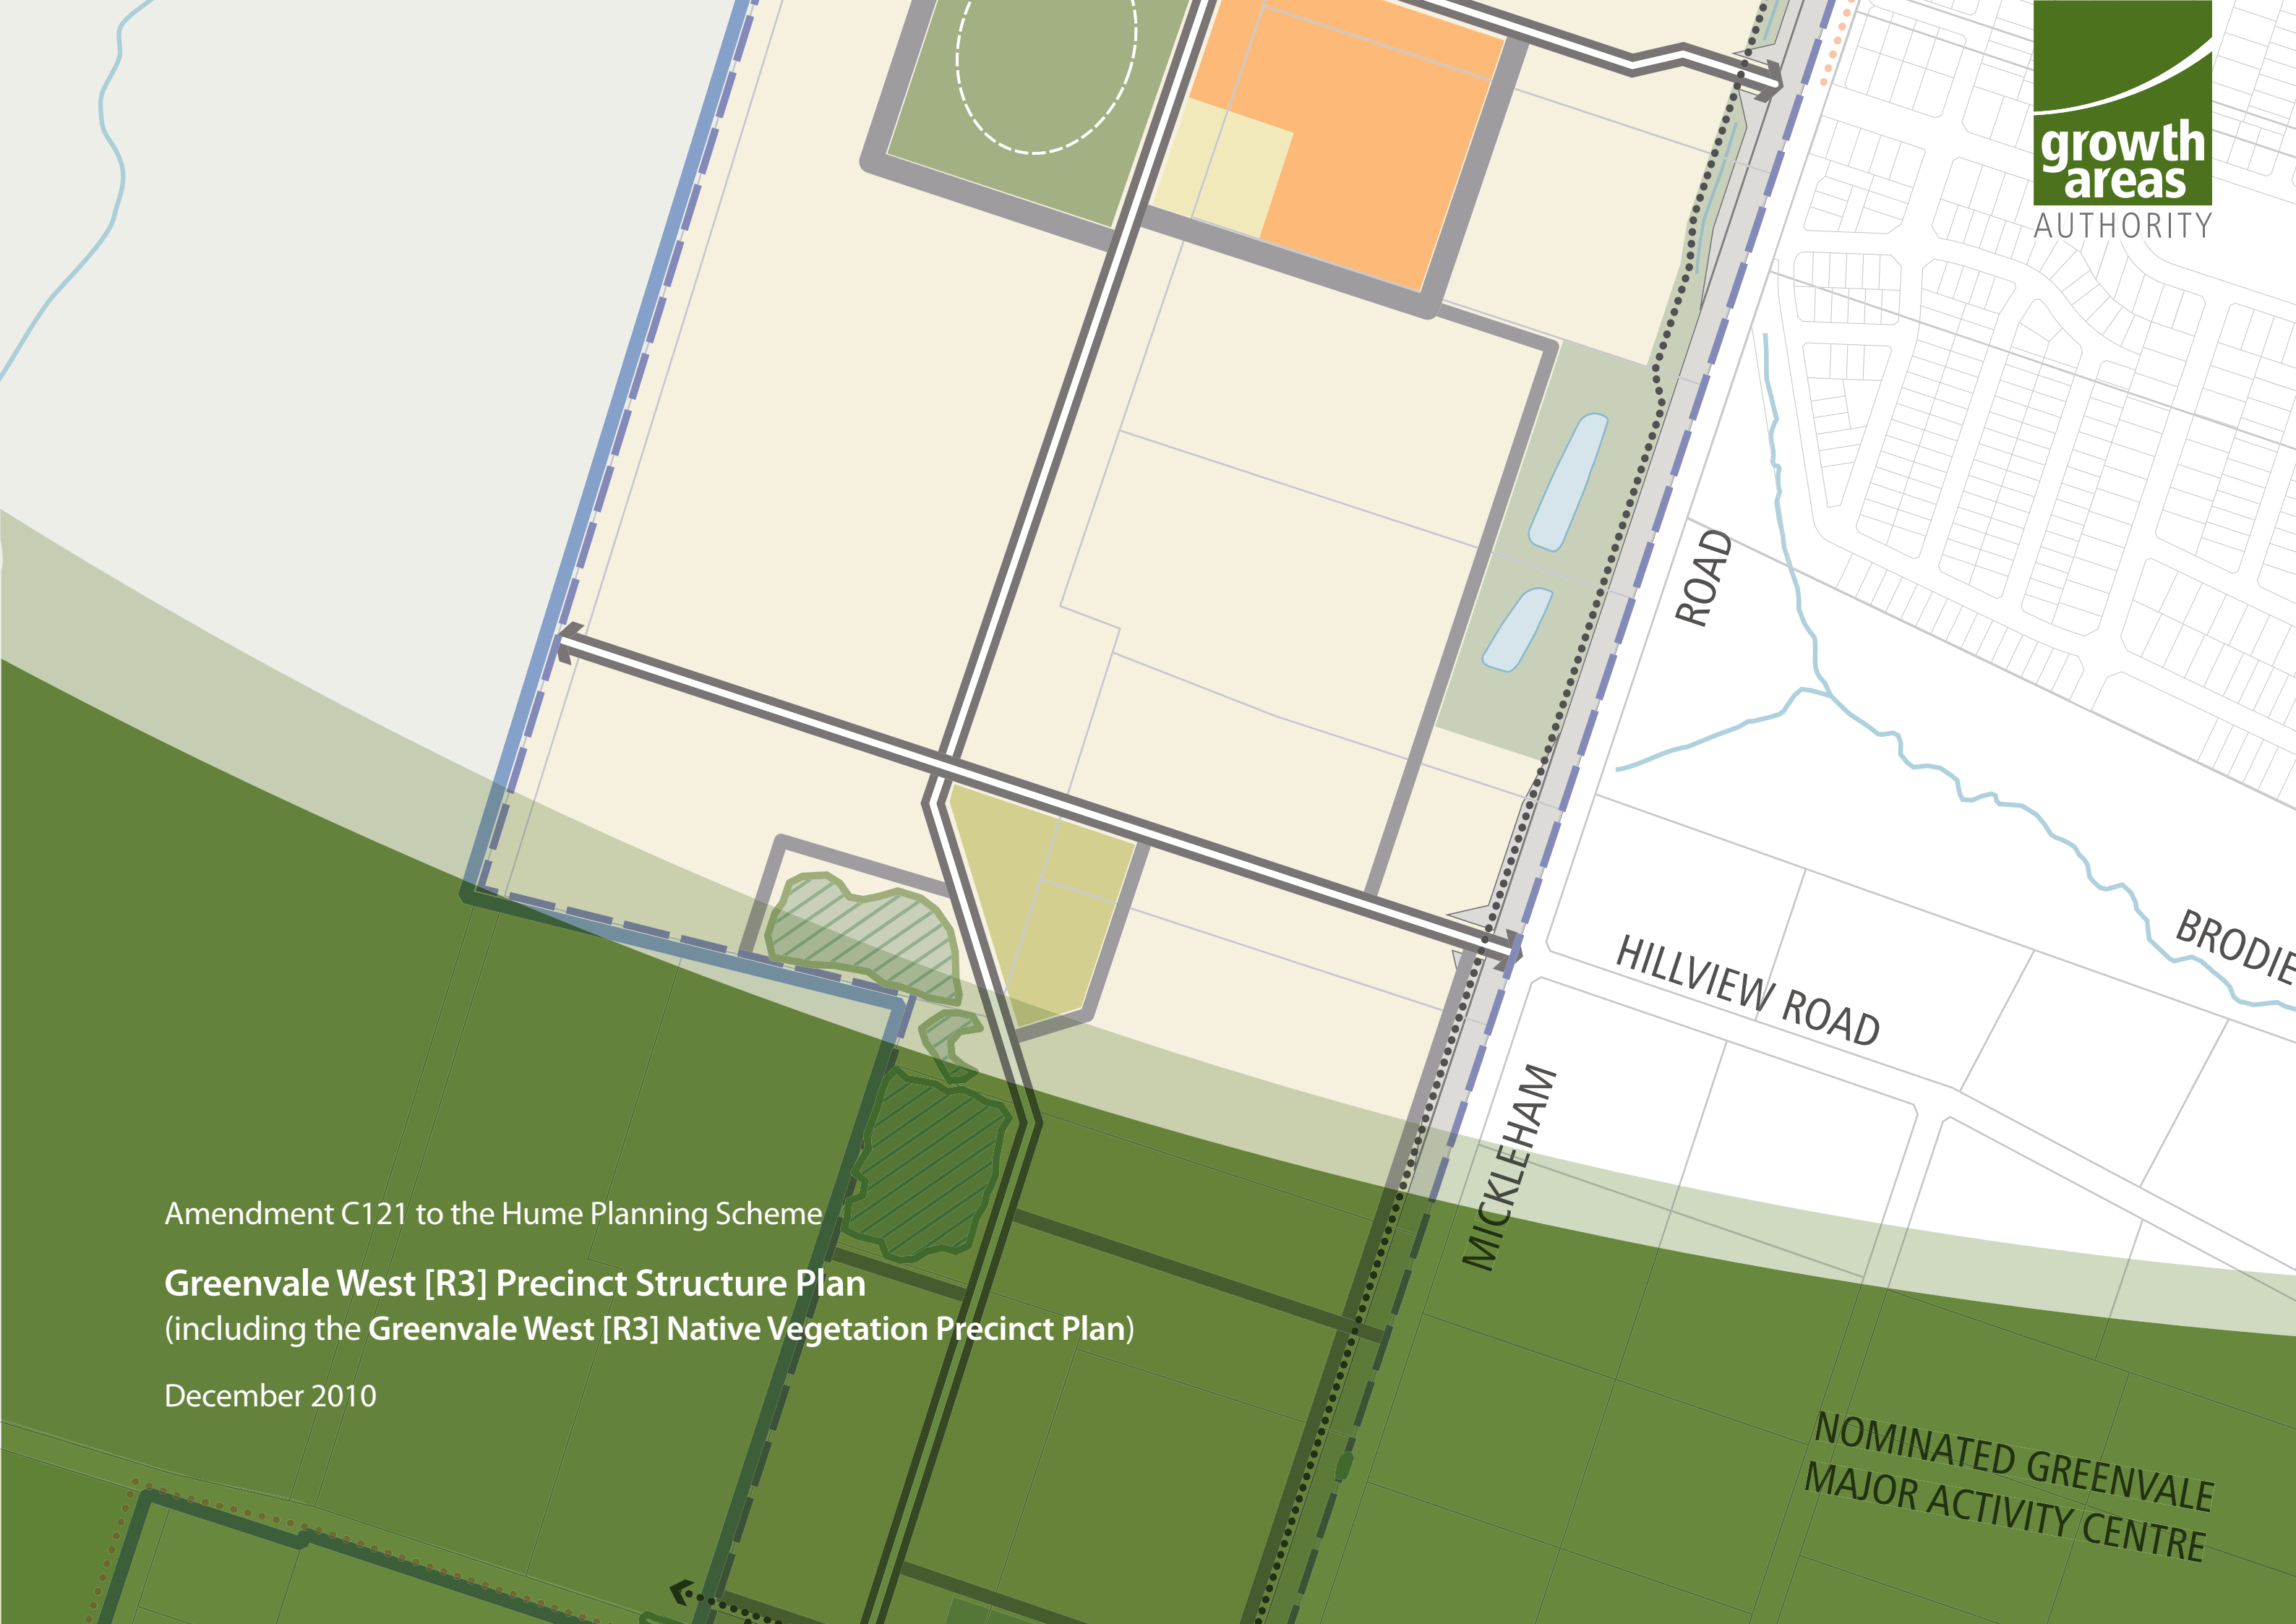 growth
areas
AUTHORITY
ROAD
BRODIE
HILLVIEW ROAD
MICKLEHAM
Amendment C121 to the Hume Planning Scheme
Greenvale West [R3] Precinct Structure Plan
(including the Greenvale West [R3] Native Vegetation Precinct Plan)
December 2010
NOMINATED GREENVALE
MAJOR ACTIVITY CENTRE